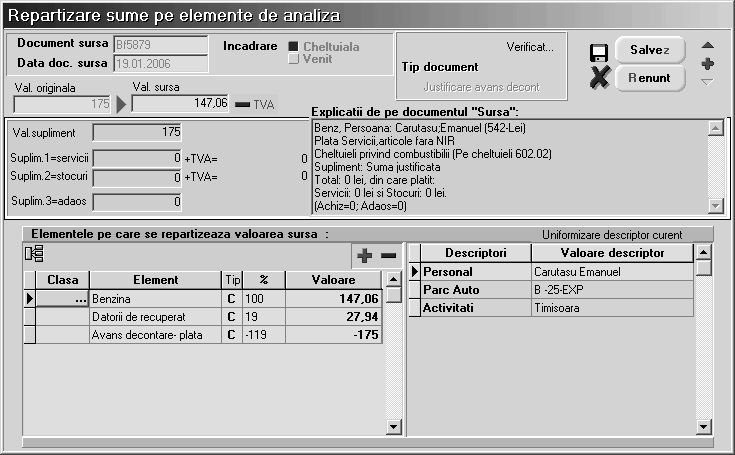 Repartizare sume pe elemente de analiza
Document sursa Bf5879
Data doc. sursa 19.01.2006
Incadrare Cheltuiala
Venit
Verificat...
Tip document
Justificare avans decont
Salvez
Renunt
Val. originala Val. sursa
175 147,06 TVA
Val.supliment 175
Suplim.1=servicii 0 +TVA= 0
Suplim.2=stocuri 0 +TVA= 0
Suplim.3=adaos 0
Explicatii de pe documentul "Sursa":
Benz, Persoana: Carutasu;Emanuel (542-Lei)
Plata Servicii,articole fara NIR
Cheltuieli privind combustibilii (Pe cheltuieli 602.02)
Supliment: Suma justificata
Total: 0 lei, din care platit:
Servicii: 0 lei si Stocuri: 0 lei.
(Achiz=0; Adaos=0)
Elementele pe care se repartizeaza valoarea sursa :
Clasa Element Tip % Valoare
... Benzina C 100 147,06
Datorii de recuperat C 19 27,94
Avans decontare- plata C -119 -175
Uniformizare descriptor curent
Descriptori Valoare descriptor
Personal Carutasu Emanuel
Parc Auto B -25-EXP
Activitati Timisoara